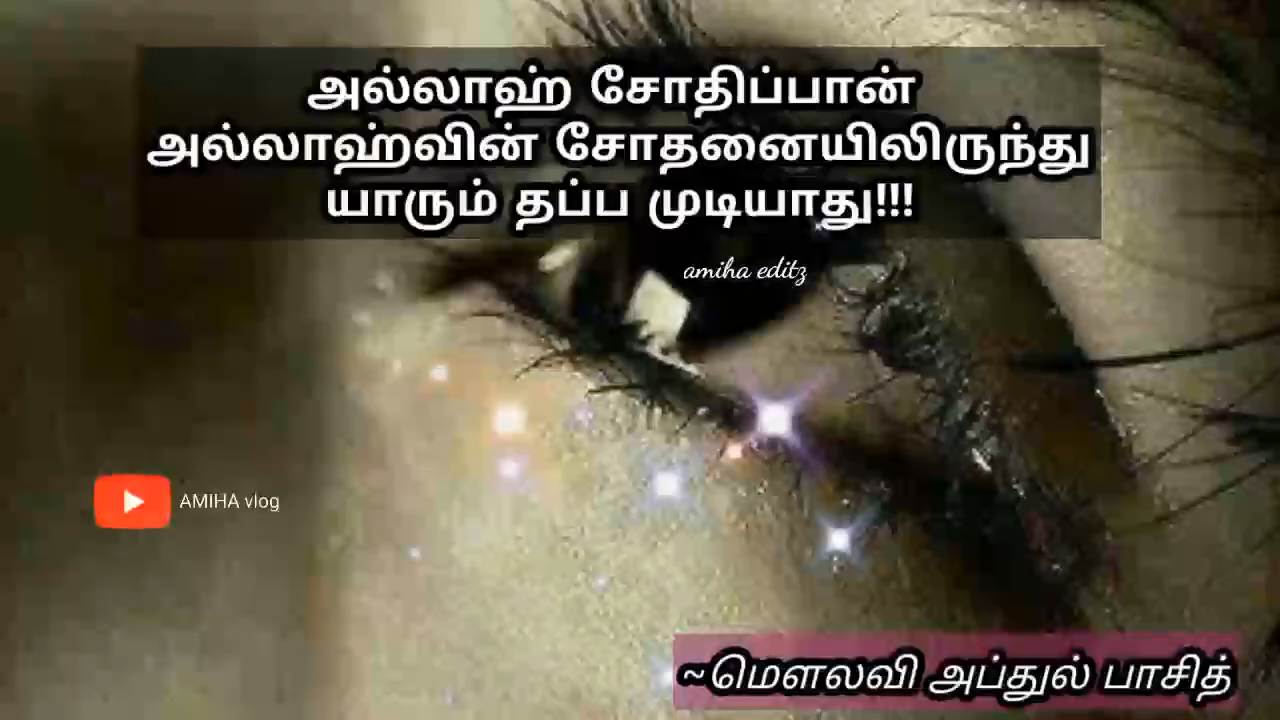 அல்லாஹ் சோதிப்பான்
அல்லாஹ்வின் சோதனையிலிருந்து
யாரும் தப்ப முடியாது!!!
amiha editz
AMIHA vlog
~மௌலவி அப்துல் பாசித்